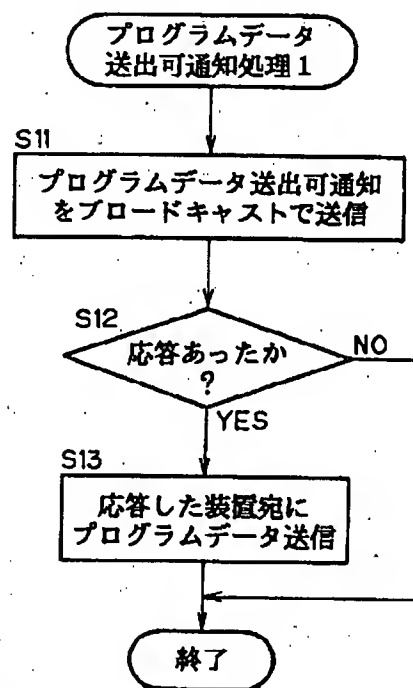 プログラムデータ
送出可通知処理1
S11
プログラムデータ送出可通知
をブロードキャストで送信
S12
応答あったか
?
NO
YES
S13
応答した装置宛に
プログラムデータ送信
終了